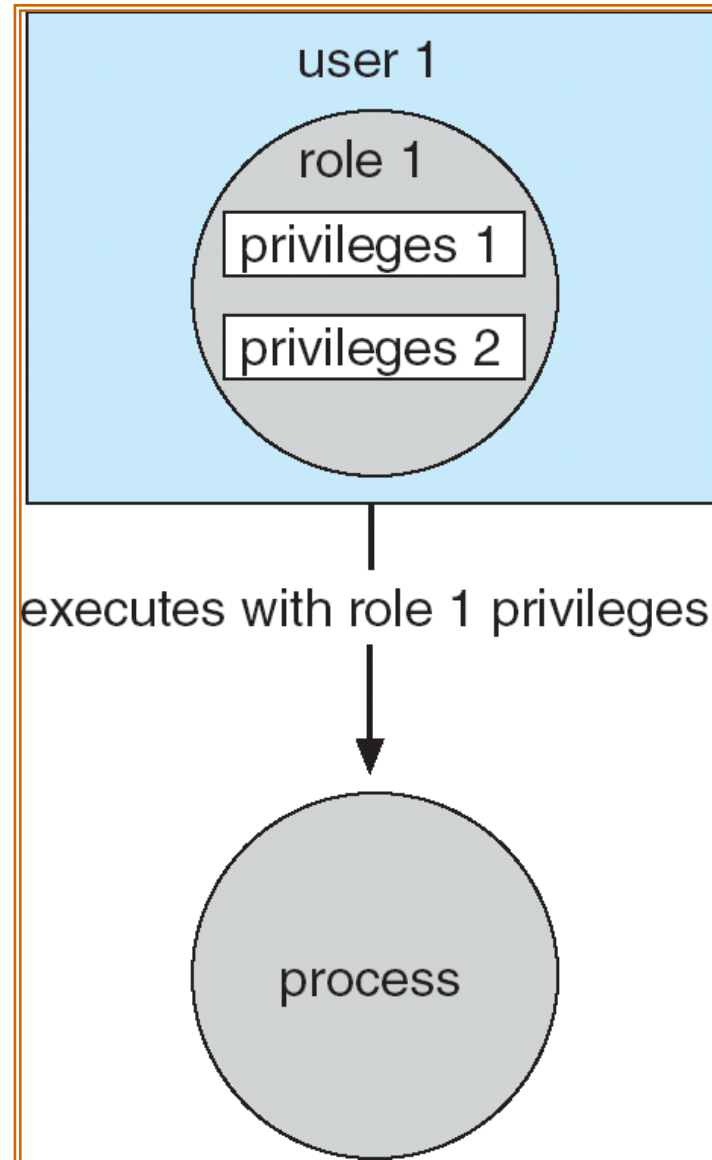 user 1
role 1
privileges 1
privileges 2
executes with role 1 privileges
process